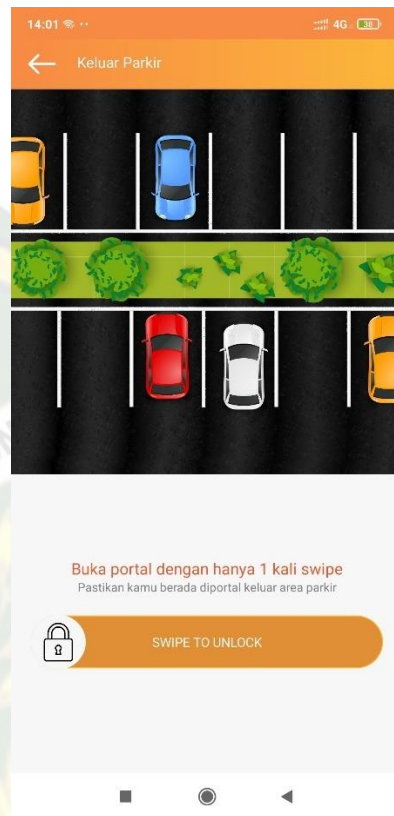 14:01
4G
38
Keluar Parkir
Buka portal dengan hanya 1 kali swipe
Pastikan kamu berada diportal keluar area parkir
SWIPE TO UNLOCK